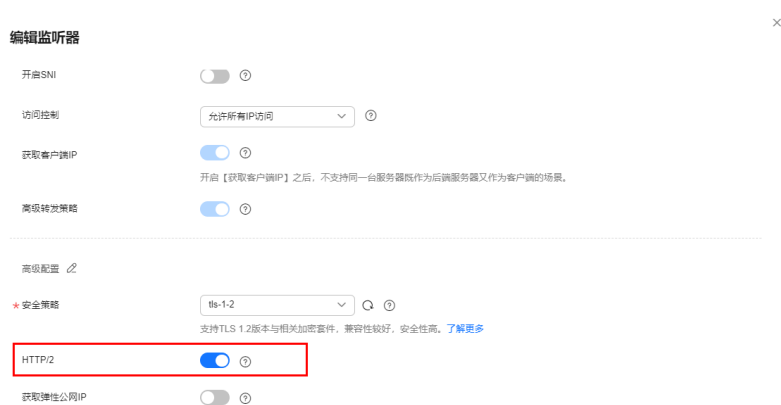 编辑监听器
开启SNI
访问控制 允许所有IP访问
获取客户端IP
开启【获取客户端IP】之后，不支持同一台服务器既作为后端服务器又作为客户端的场景。
高级转发策略
高级配置
* 安全策略 tls-1-2
支持TLS 1.2版本与相关加密套件，兼容性较好，安全性高。了解更多
HTTP/2
获取弹性公网IP